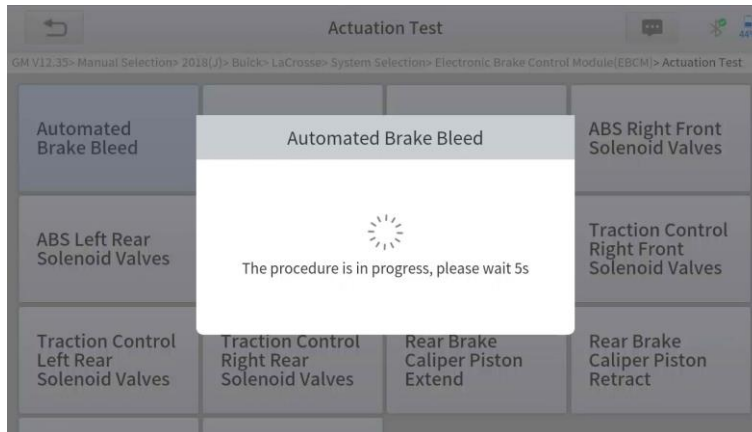 Actuation Test
44%
GM V12.35> Manual Selection> 2018(J)> Buick> LaCrosse> System Selection> Electronic Brake Control Module(EBCM)> Actuation Test
Automated
Brake Bleed
Automated Brake Bleed
The procedure is in progress, please wait 5s
ABS Right Front
Solenoid Valves
ABS Left Rear
Solenoid Valves
Traction Control
Right Front
Solenoid Valves
Traction Control
Left Rear
Solenoid Valves
Traction Control
Right Rear
Solenoid Valves
Rear Brake
Caliper Piston
Extend
Rear Brake
Caliper Piston
Retract